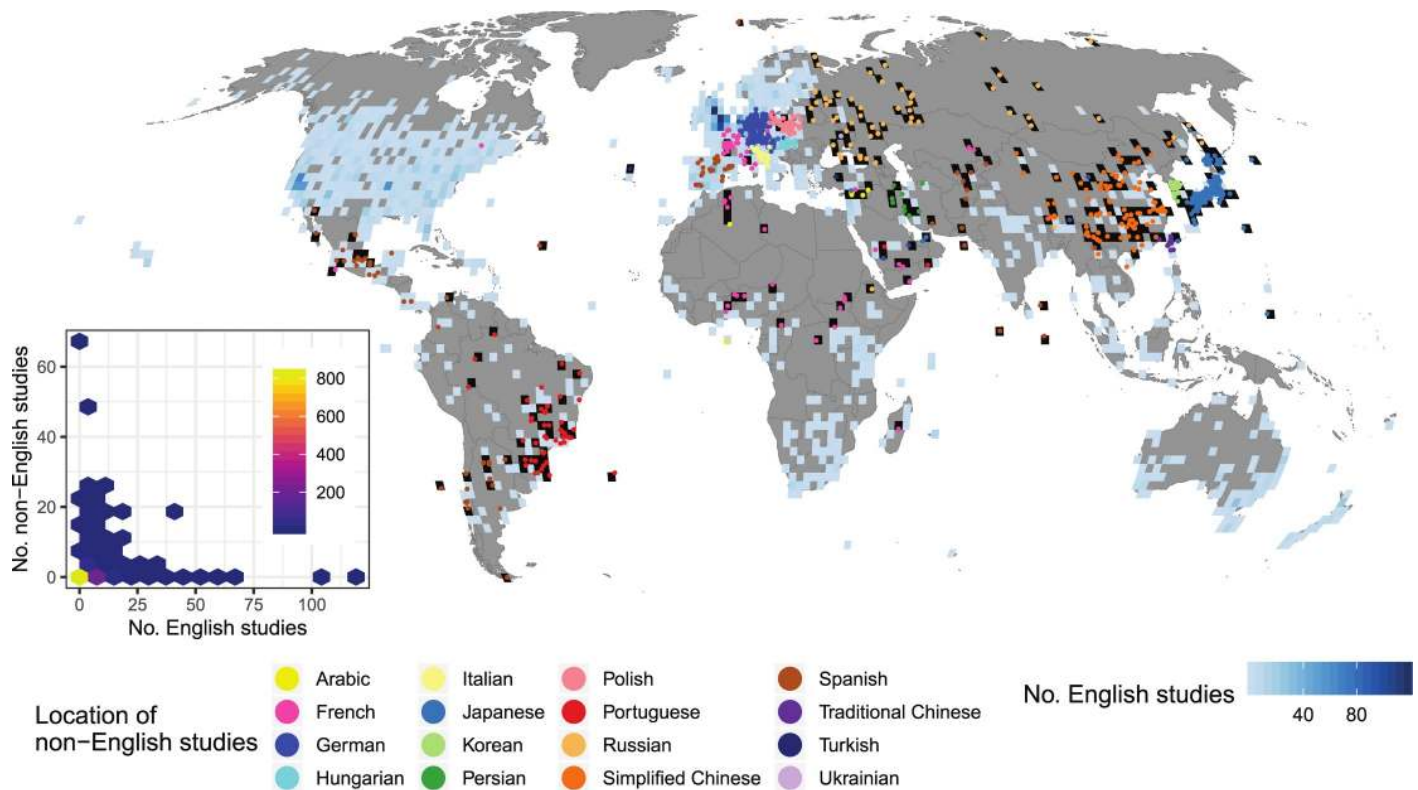 60
40
20
0
No. non-English studies
0 25 50 75 100
No. English studies
800
600
400
200
Location of
non-English studies
Arabic
French
German
Hungarian
Italian
Japanese
Korean
Persian
Polish
Portuguese
Russian
Simplified Chinese
Spanish
Traditional Chinese
Turkish
Ukrainian
No. English studies
40 80